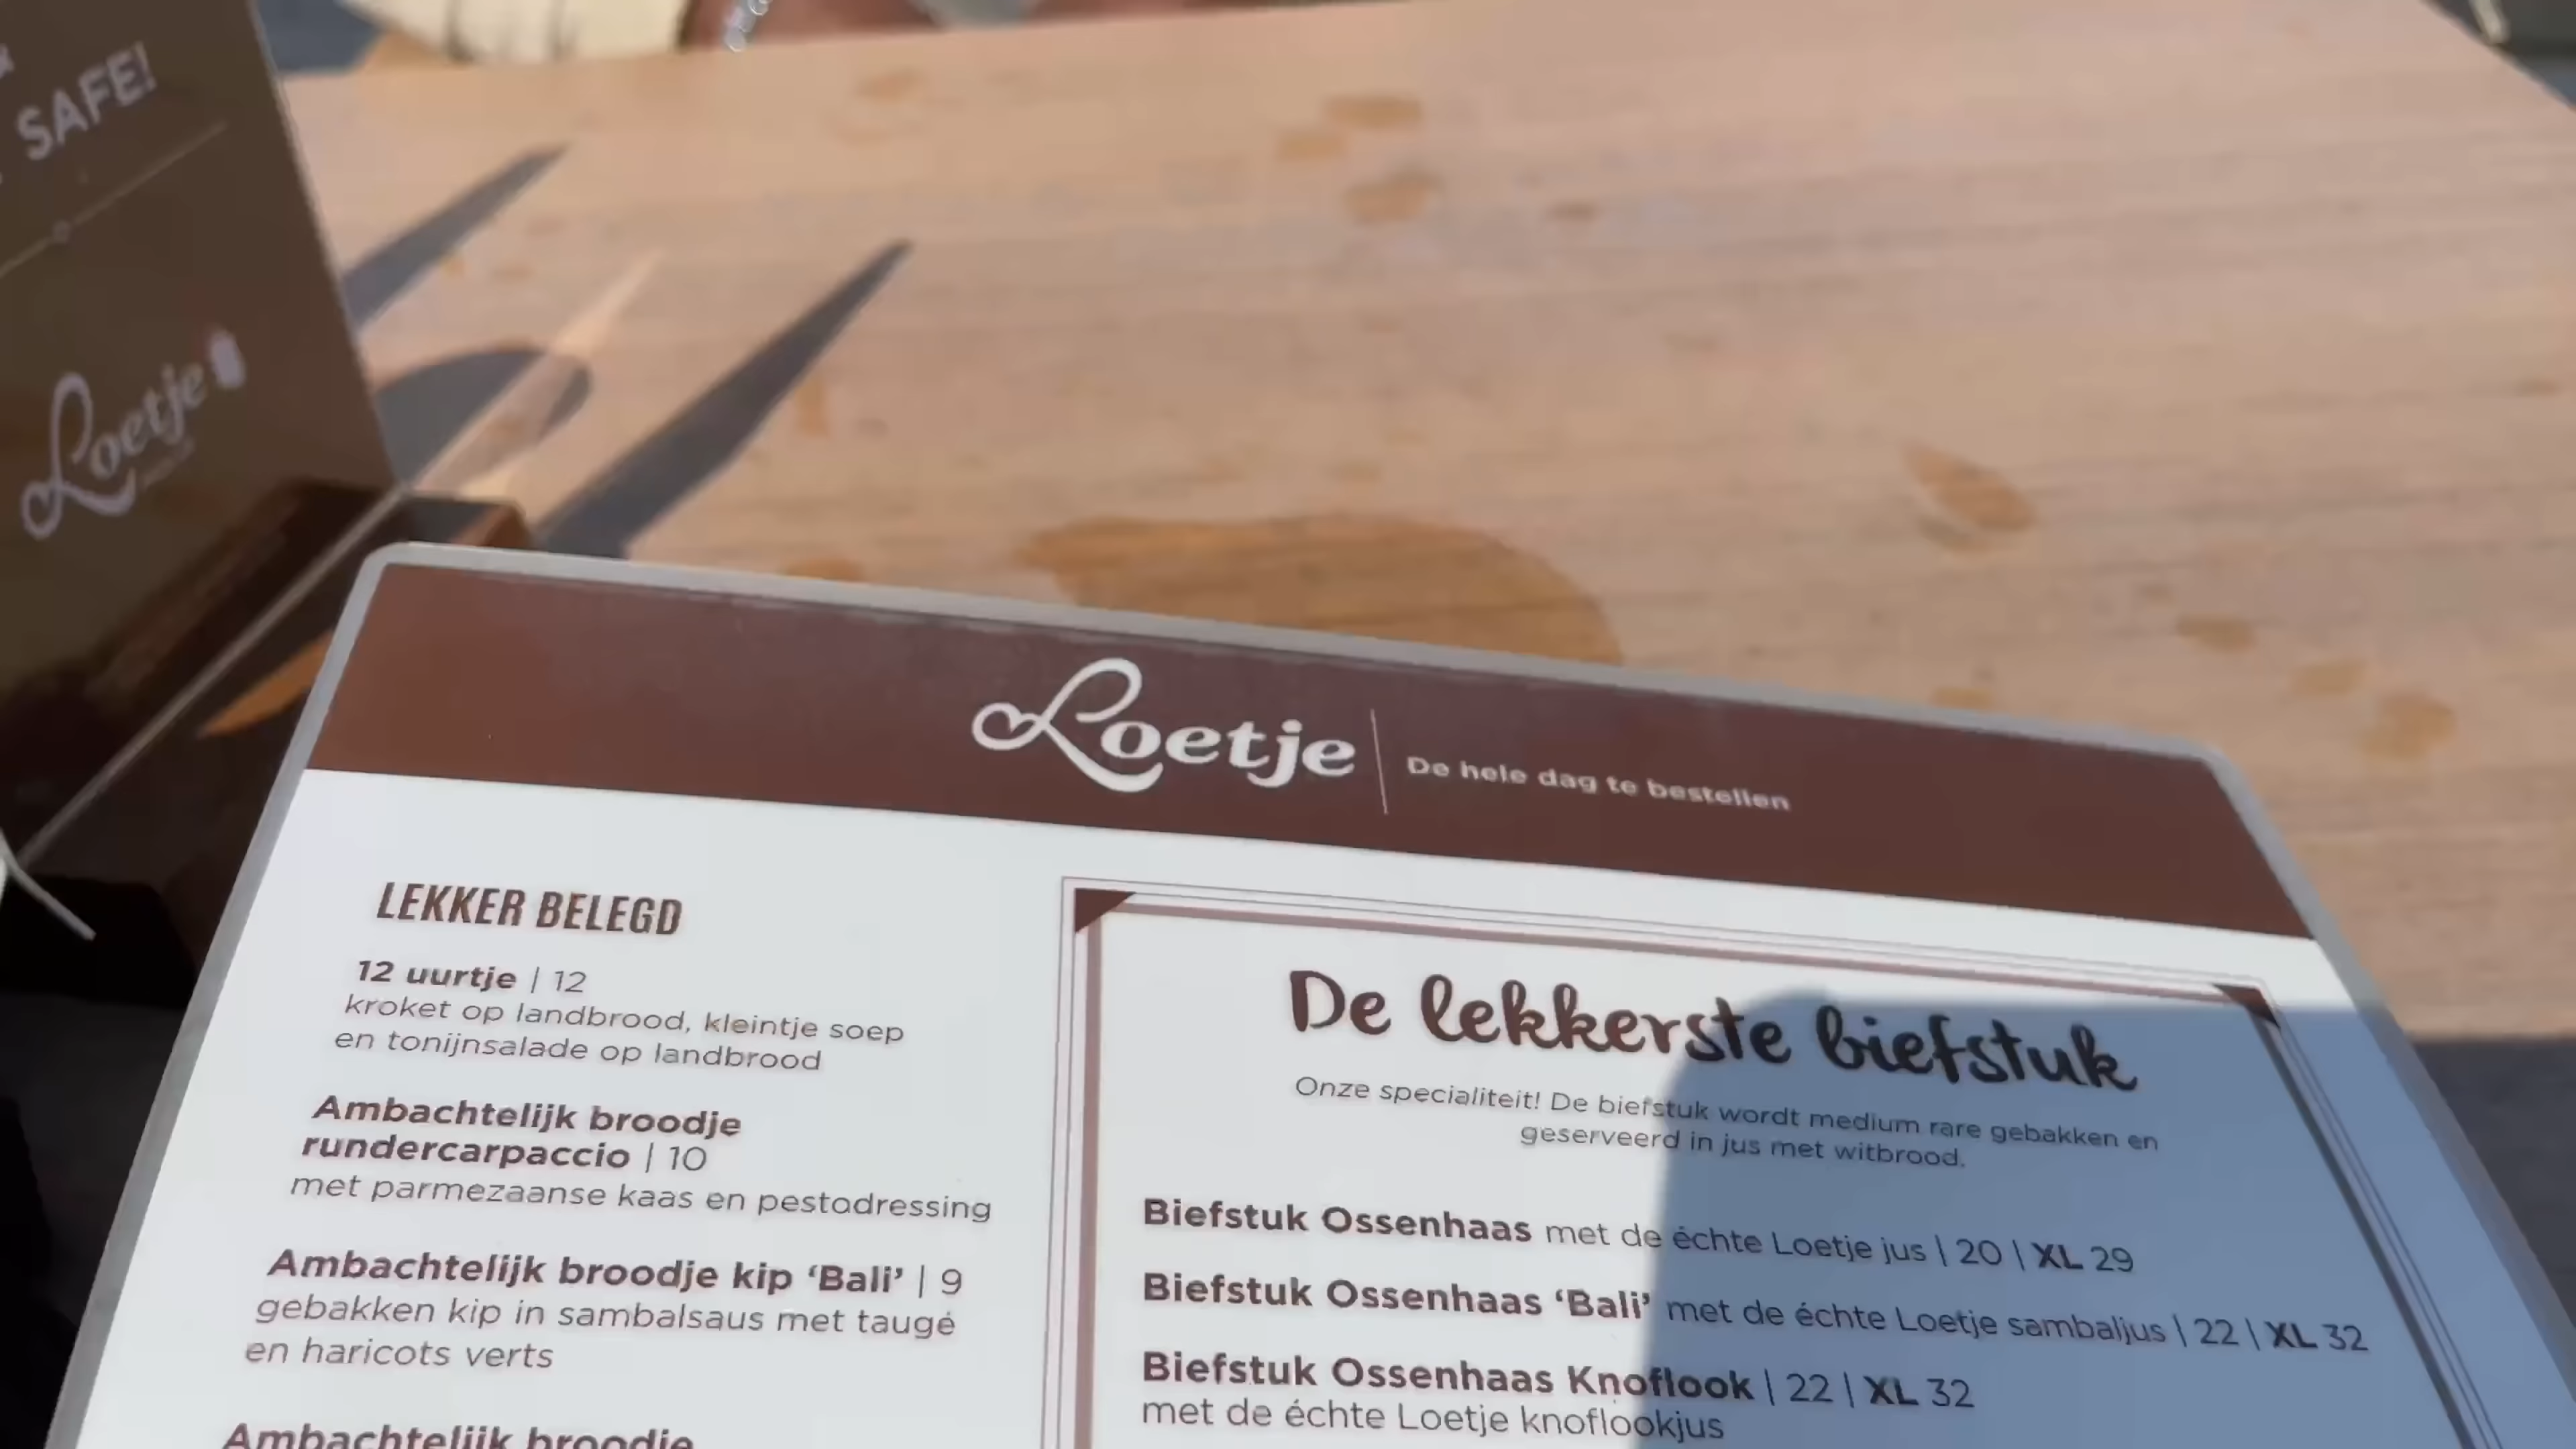 SAFE!
Loetje
Loetje
De hele dag te bestellen
LEKKER BELEGD
12 uurtje | 12
kroket op landbrood, kleintje soep
en tonijnsalade op landbrood
Ambachtelijk broodje
rundercarpaccio | 10
met parmezaanse kaas en pestodressing
Ambachtelijk broodje kip ‘Bali’ | 9
gebakken kip in sambalsaus met taugé
en haricots verts
Ambachtelijk broodje
De lekkerste biefstuk
Onze specialiteit! De biefstuk wordt medium rare gebakken en
geserveerd in jus met witbrood.
Biefstuk Ossenhaas met de échte Loetje jus | 20 | XL 29
Biefstuk Ossenhaas ‘Bali’ met de échte Loetje sambaljus | 22 | XL 32
Biefstuk Ossenhaas Knoflook | 22 | XL 32
met de échte Loetje knoflookjus